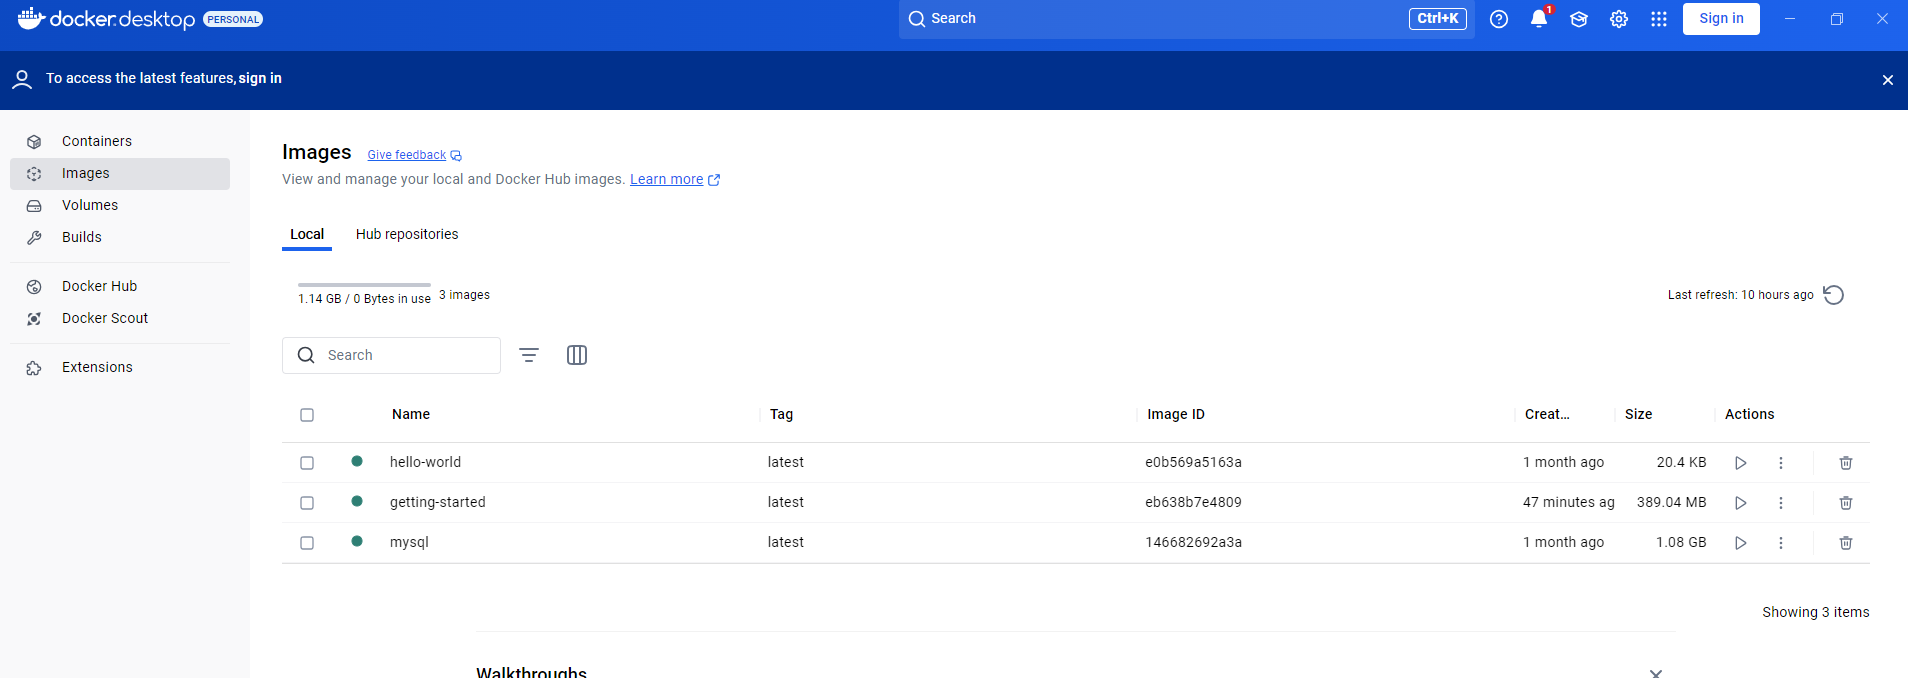 docker.desktop PERSONAL Search Ctrl+K 1 Sign in
To access the latest features, sign in
Containers
Images
Volumes
Builds
Docker Hub
Docker Scout
Extensions
Images Give feedback
View and manage your local and Docker Hub images. Learn more
Local Hub repositories
1.14 GB / 0 Bytes in use 3 images Last refresh: 10 hours ago
Search
Name Tag Image ID Creat... Size Actions
hello-world latest e0b569a5163a 1 month ago 20.4 KB
getting-started latest eb638b7e4809 47 minutes ag 389.04 MB
mysql latest 146682692a3a 1 month ago 1.08 GB
Showing 3 items
Walkthroughs